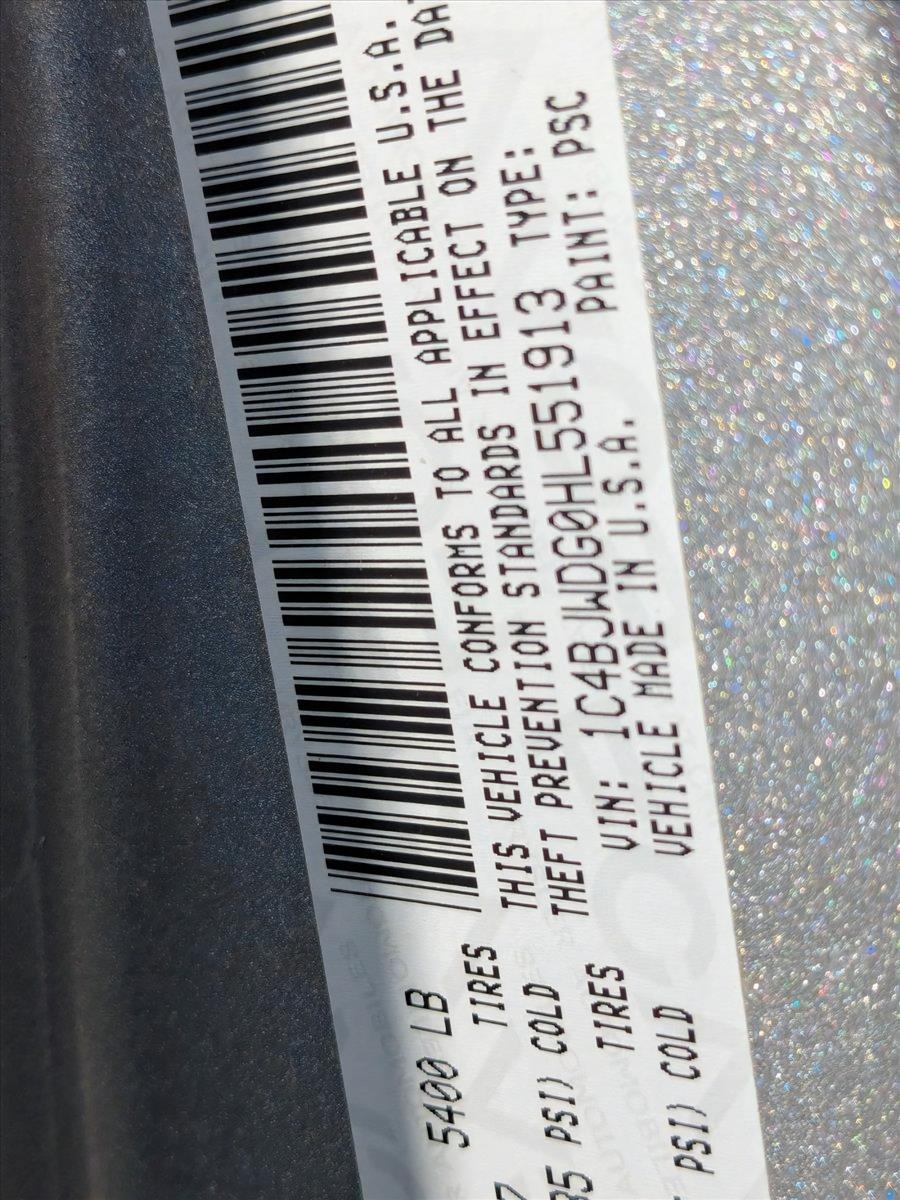 5400 LB
TIRES
35 PSI) COLD
TIRES
PSI) COLD
THIS VEHICLE CONFORMS TO ALL APPLICABLE U.S.A.
THEFT PREVENTION STANDARDS IN EFFECT ON THE DA
VIN: 1C4BJWDG0HL551913 TYPE:
VEHICLE MADE IN U.S.A. PAINT: PSC